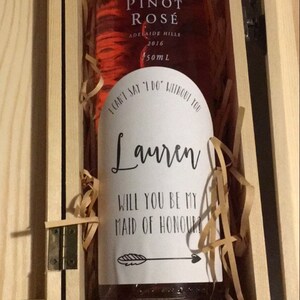 PINOT
ROSÉ
ADELAIDE HILLS
2016
750ML
I CAN'T SAY "I DO" WITHOUT YOU
Lauren
WILL YOU BE MY
MAID OF HONOUR